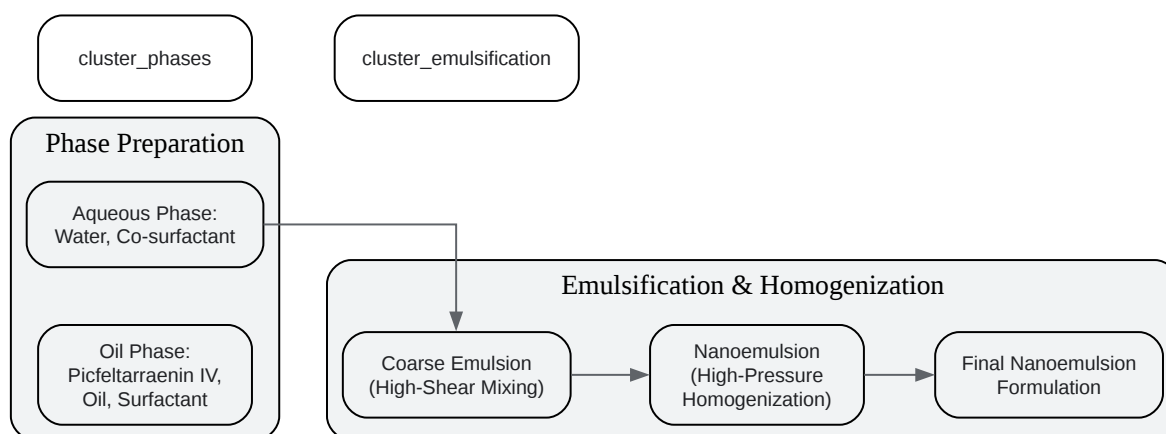 cluster_phases
cluster_emulsification
Phase Preparation
Aqueous Phase:
Water, Co-surfactant
Oil Phase:
Picfeltarraenin IV,
Oil, Surfactant
Emulsification & Homogenization
Coarse Emulsion
(High-Shear Mixing)
Nanoemulsion
(High-Pressure
Homogenization)
Final Nanoemulsion
Formulation